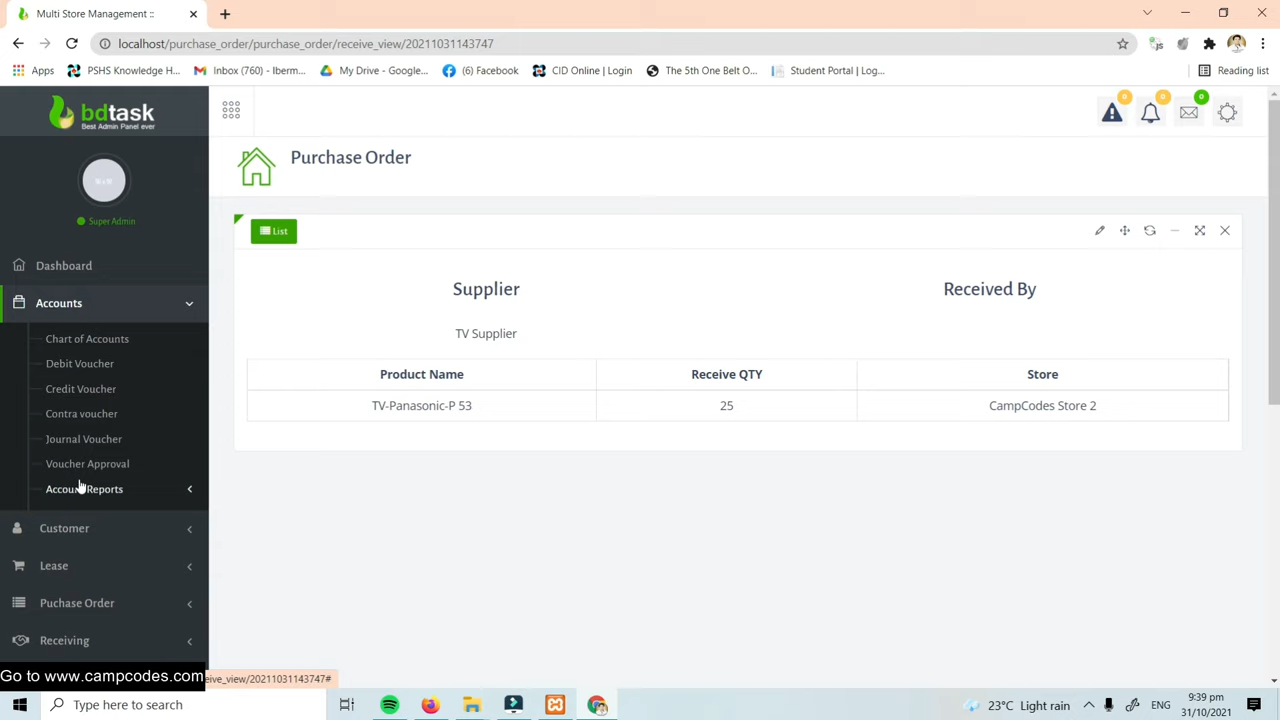 Multi Store Management ::
localhost/purchase_order/purchase_order/receive_view/20211031143747
Apps
PSHS Knowledge H...
Inbox (760) - Iberm...
My Drive - Google...
(6) Facebook
CID Online | Login
The 5th One Belt O...
Student Portal | Log...
Reading list
bdtask
Best Admin Panel ever
0
0
0
Purchase Order
Super Admin
List
Dashboard
Accounts
Chart of Accounts
Debit Voucher
Credit Voucher
Contra voucher
Journal Voucher
Voucher Approval
Account Reports
Customer
Lease
Puchase Order
Receiving
Supplier
Received By
TV Supplier
Product Name
Receive QTY
Store
TV-Panasonic-P 53
25
CampCodes Store 2
Go to www.campcodes.com
eive_view/20211031143747#
Type here to search
23°C Light rain
ENG
9:39 pm
31/10/2021